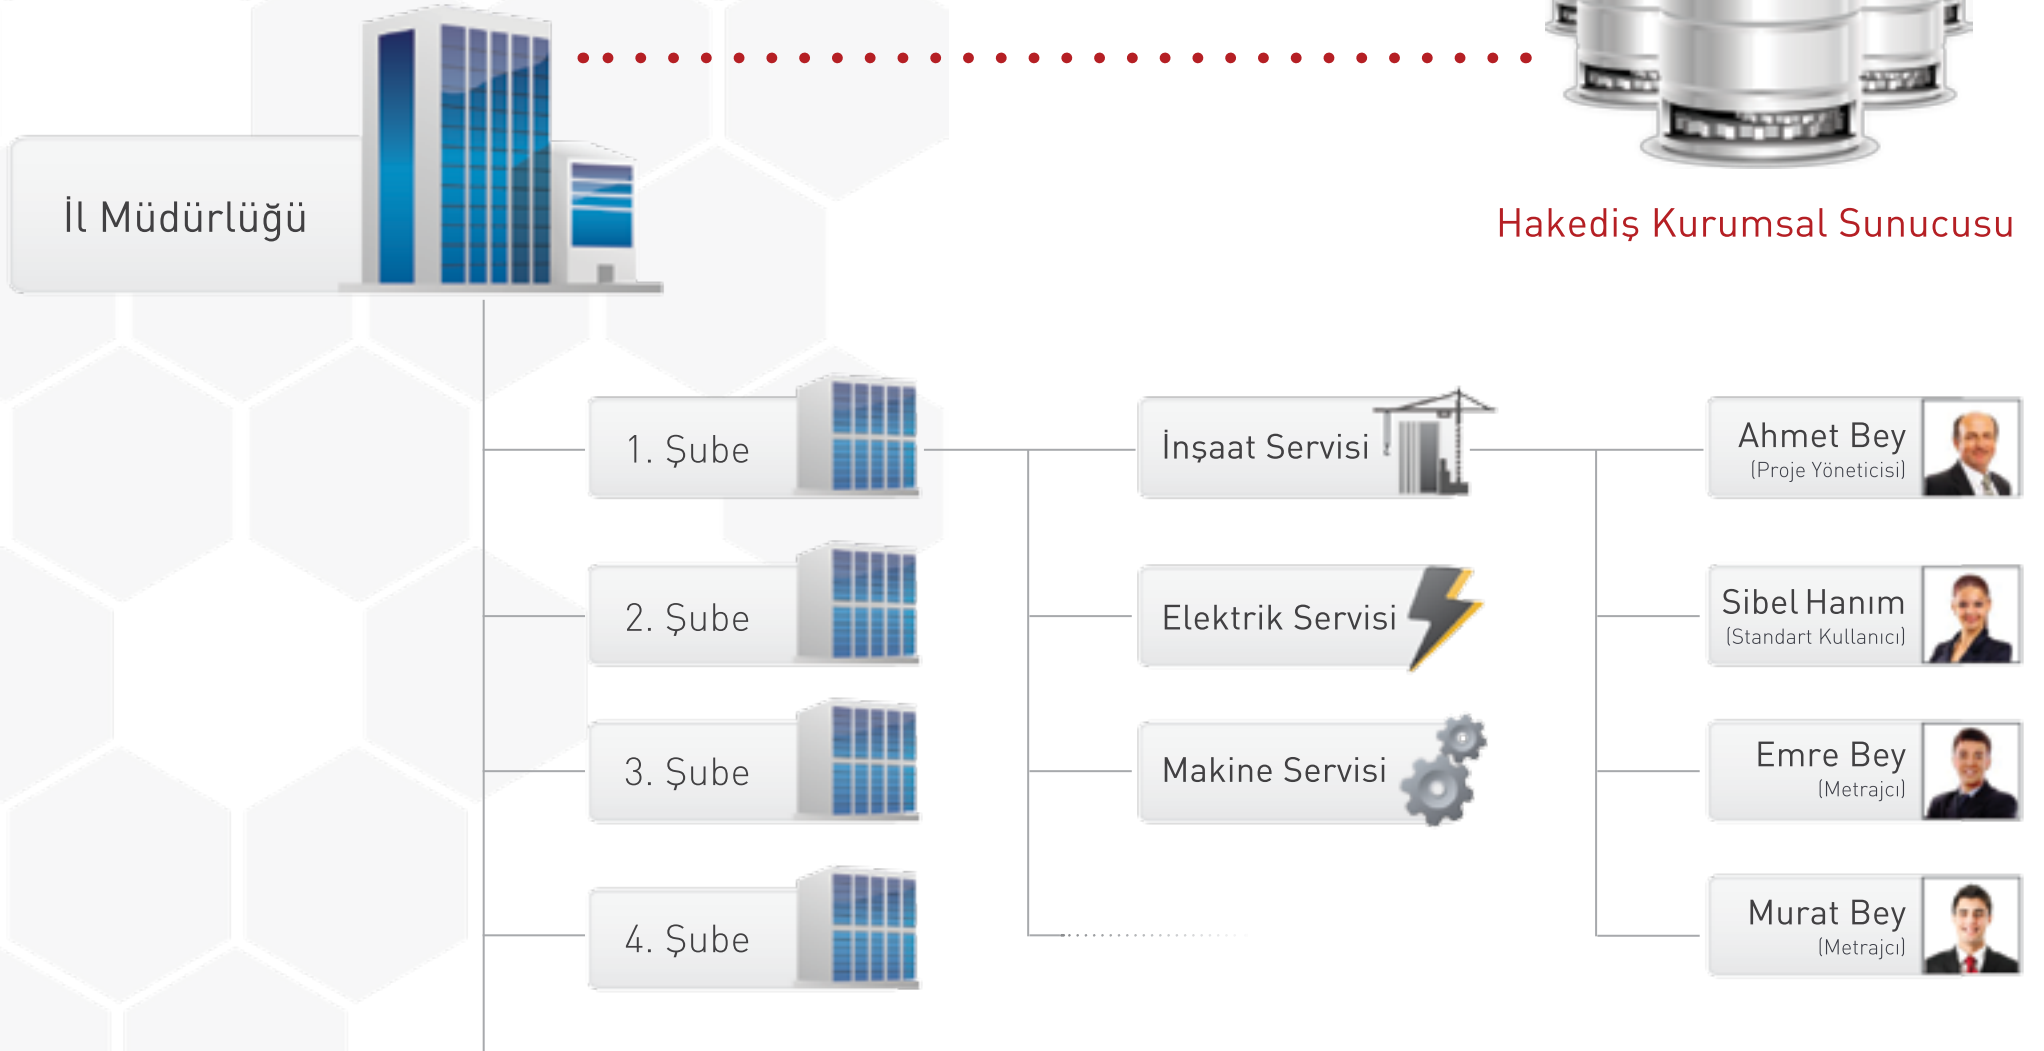 İl Müdürlüğü
Hakediş Kurumsal Sunucusu
1. Şube
İnşaat Servisi
Ahmet Bey
(Proje Yöneticisi)
2. Şube
Elektrik Servisi
Sibel Hanım
(Standart Kullanıcı)
3. Şube
Makine Servisi
Emre Bey
(Metrajcı)
4. Şube
Murat Bey
(Metrajcı)